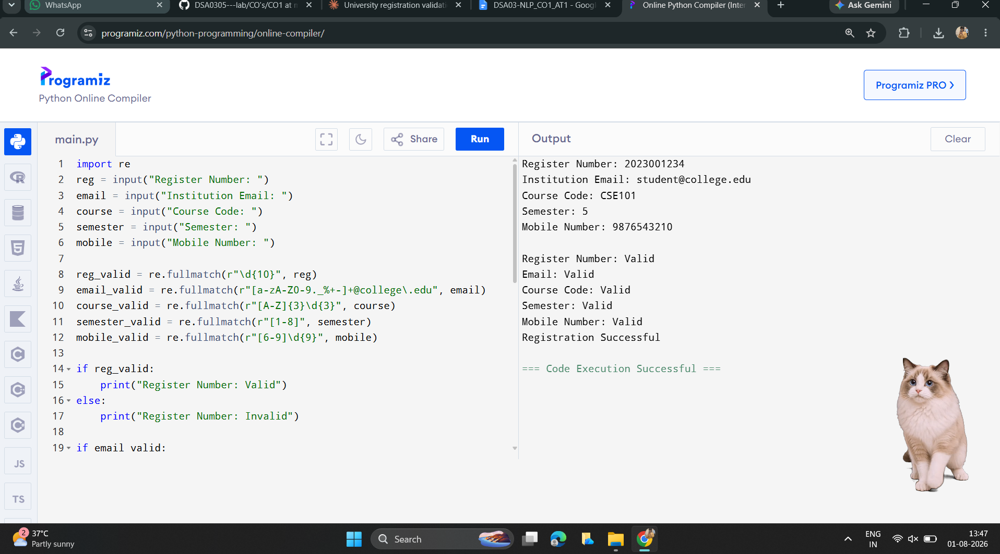 WhatsApp
DSA0305---lab/CO's/CO1 at m
University registration validati
DSA03-NLP_CO1_AT1 - Googl
Online Python Compiler (Inter
Ask Gemini
programiz.com/python-programming/online-compiler/
Programiz
Python Online Compiler
Programiz PRO
main.py
Share
Run
Output
Clear
1 import re
2 reg = input("Register Number: ")
3 email = input("Institution Email: ")
4 course = input("Course Code: ")
5 semester = input("Semester: ")
6 mobile = input("Mobile Number: ")
7
8 reg_valid = re.fullmatch(r"\d{10}", reg)
9 email_valid = re.fullmatch(r"[a-zA-Z0-9._%+-]+@college\.edu", email)
10 course_valid = re.fullmatch(r"[A-Z]{3}\d{3}", course)
11 semester_valid = re.fullmatch(r"[1-8]", semester)
12 mobile_valid = re.fullmatch(r"[6-9]\d{9}", mobile)
13
14 if reg_valid:
15 print("Register Number: Valid")
16 else:
17 print("Register Number: Invalid")
18
19 if email valid:
Register Number: 2023001234
Institution Email: student@college.edu
Course Code: CSE101
Semester: 5
Mobile Number: 9876543210
Register Number: Valid
Email: Valid
Course Code: Valid
Semester: Valid
Mobile Number: Valid
Registration Successful
=== Code Execution Successful ===
R
5
C
C
C#
JS
TS
2
37°C
Partly sunny
Search
ENG
IN
13:47
01-08-2026